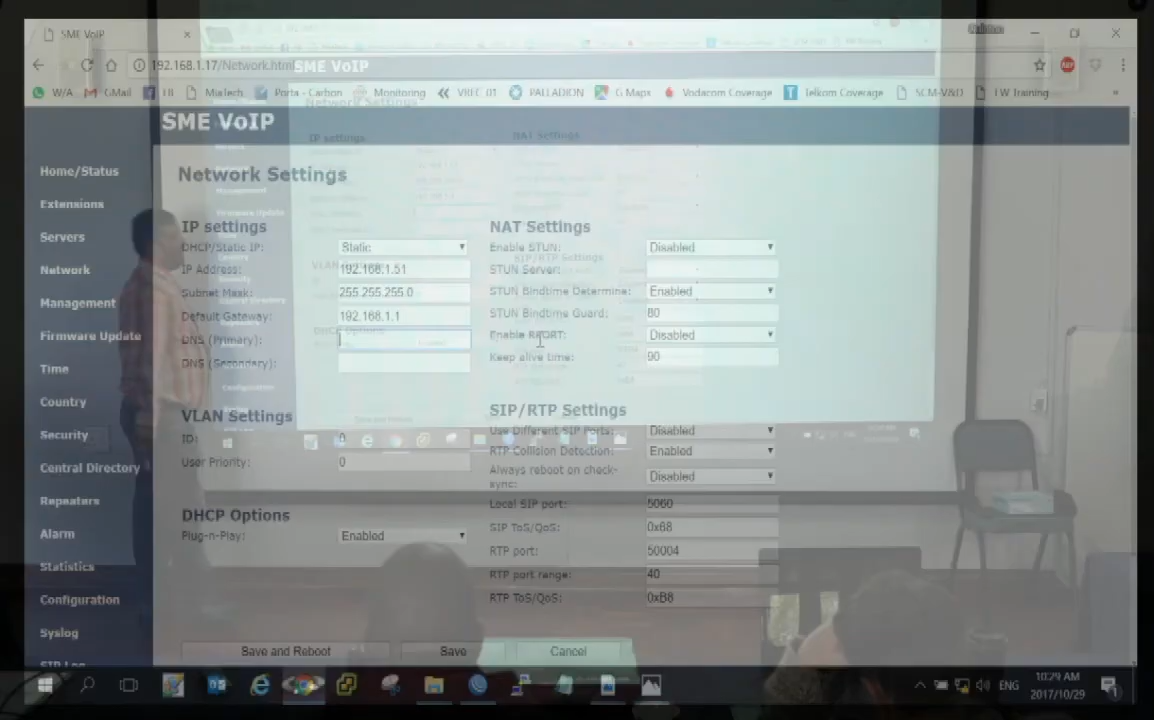 SME VoIP
192.168.1.17/Network.html
SME VoIP
W/A GMail MiaTech Porta - Carbon Monitoring PALLADION G Maps Vodacom Coverage Telkom Coverage SCM-V&D LW Training
SME VoIP
Network Settings
Home/Status
Extensions
Servers
Network
Management
Firmware Update
Time
Country
Security
Central Directory
Repeaters
Alarm
Statistics
Configuration
Syslog
SIP Log
IP settings
DHCP/Static IP: Static
IP Address: 192.168.1.51
Subnet Mask: 255.255.255.0
Default Gateway: 192.168.1.1
DNS (Primary):
DNS (Secondary):
VLAN Settings
ID: 0
User Priority: 0
DHCP Options
Plug-n-Play: Enabled
NAT Settings
Enable STUN: Disabled
STUN Server:
STUN Bindtime Determine: Enabled
STUN Bindtime Guard: 80
Enable RPORT: Disabled
Keep alive time: 90
SIP/RTP Settings
Use Different SIP Ports: Disabled
RTP Collision Detection: Enabled
Always reboot on check-
sync: Disabled
Local SIP port: 5060
SIP ToS/QoS: 0x68
RTP port: 50004
RTP port range: 40
RTP ToS/QoS: 0xB8
Save and Reboot Save Cancel
ENG
10:29 AM
2017/10/29